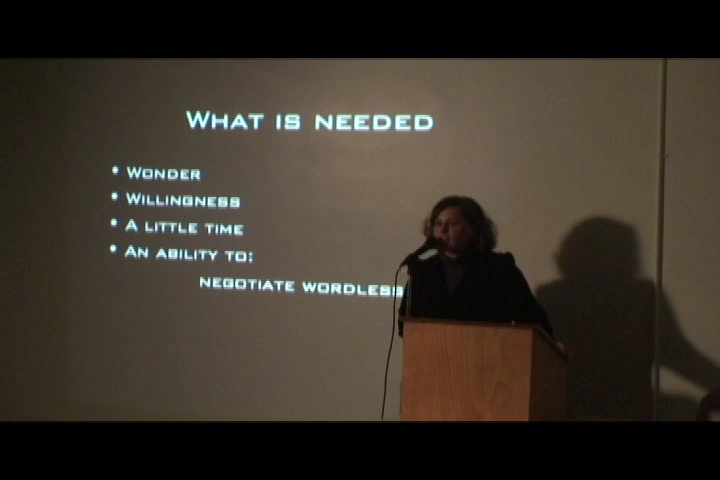 What is needed
• Wonder
• Willingness
• A little time
• An ability to:
negotiate wordless